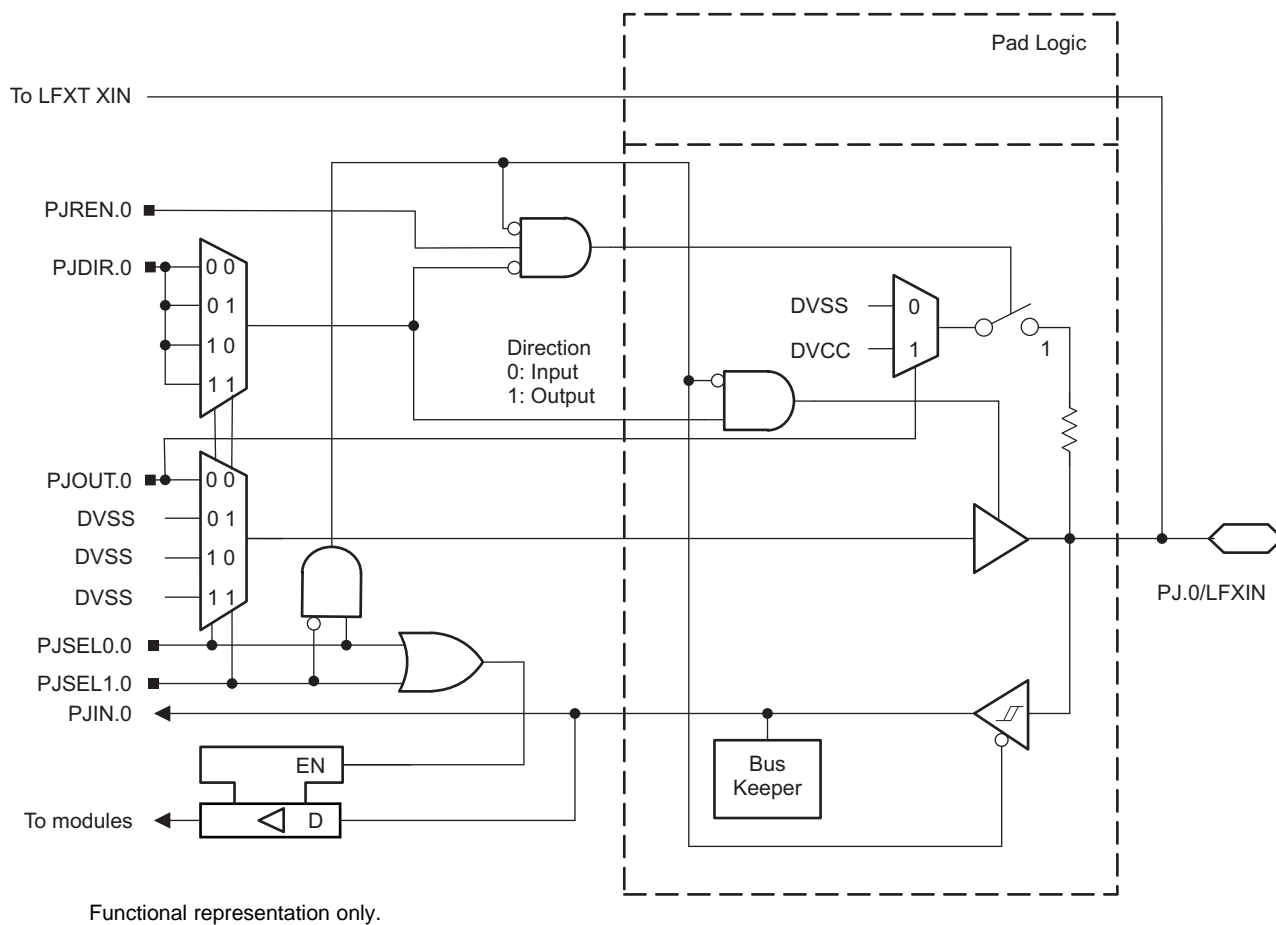 Pad Logic
To LFXT XIN
PJREN.0
PJDIR.0
0 0
0 1
1 0
1 1
Direction
0: Input
1: Output
DVSS
0
DVCC
1
1
PJOUT.0
0 0
DVSS
0 1
DVSS
1 0
DVSS
1 1
PJ.0/LFXIN
PJSEL0.0
PJSEL1.0
PJIN.0
EN
Bus
Keeper
To modules
D
Functional representation only.